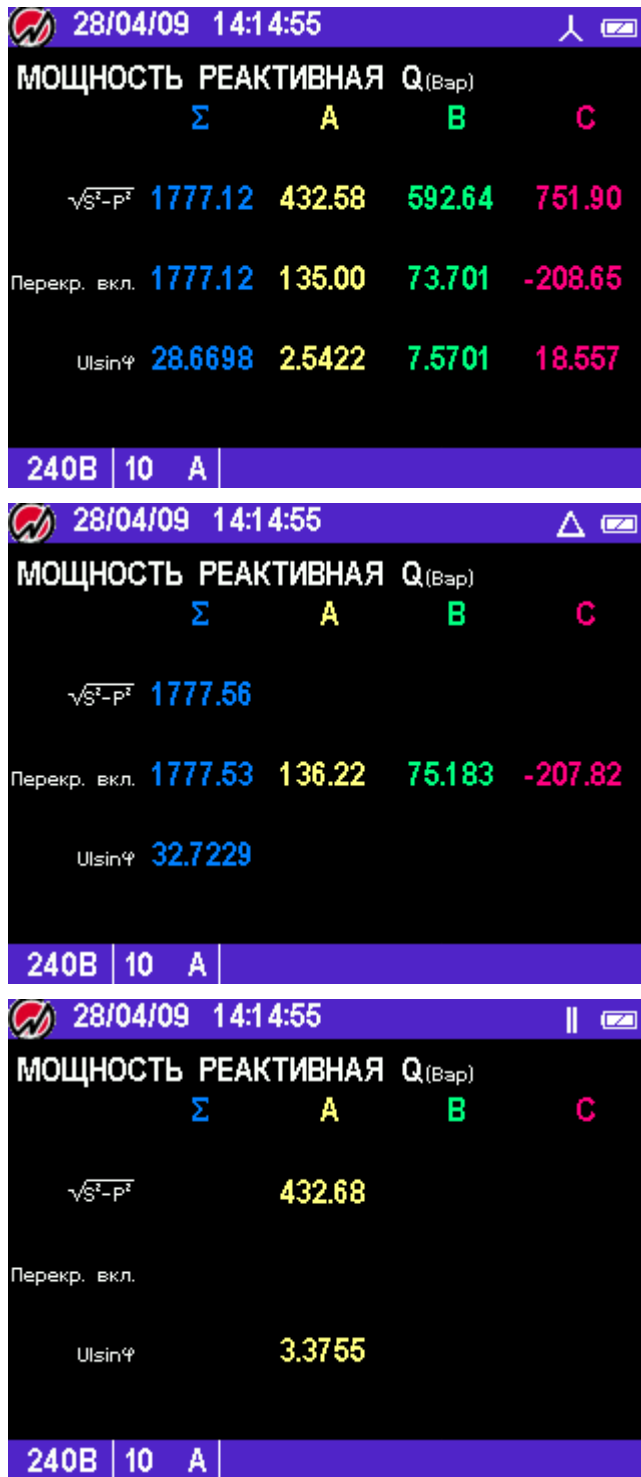 28/04/09 14:14:55
МОЩНОСТЬ РЕАКТИВНАЯ Q(Вар)
Σ A B C
√S²-P² 1777.12 432.58 592.64 751.90
Перекр. вкл. 1777.12 135.00 73.701 -208.65
UIsinφ 28.6698 2.5422 7.5701 18.557
240В 10 А
28/04/09 14:14:55
МОЩНОСТЬ РЕАКТИВНАЯ Q(Вар)
Σ A B C
√S²-P² 1777.56
Перекр. вкл. 1777.53 136.22 75.183 -207.82
UIsinφ 32.7229
240В 10 А
28/04/09 14:14:55
МОЩНОСТЬ РЕАКТИВНАЯ Q(Вар)
Σ A B C
√S²-P² 432.68
Перекр. вкл.
UIsinφ 3.3755
240В 10 А